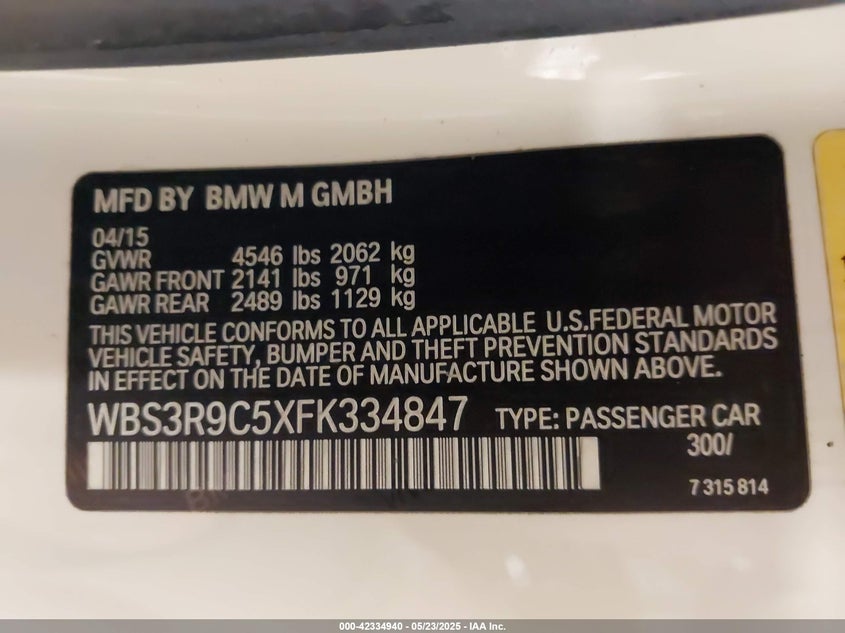 MFD BY BMW M GMBH
04/15
GVWR 4546 lbs 2062 kg
GAWR FRONT 2141 lbs 971 kg
GAWR REAR 2489 lbs 1129 kg
THIS VEHICLE CONFORMS TO ALL APPLICABLE U.S.FEDERAL MOTOR
VEHICLE SAFETY, BUMPER AND THEFT PREVENTION STANDARDS
IN EFFECT ON THE DATE OF MANUFACTURE SHOWN ABOVE.
WBS3R9C5XFK334847 TYPE: PASSENGER CAR
300/
7 315 814
000-42334940 - 05/23/2025 - IAA Inc.